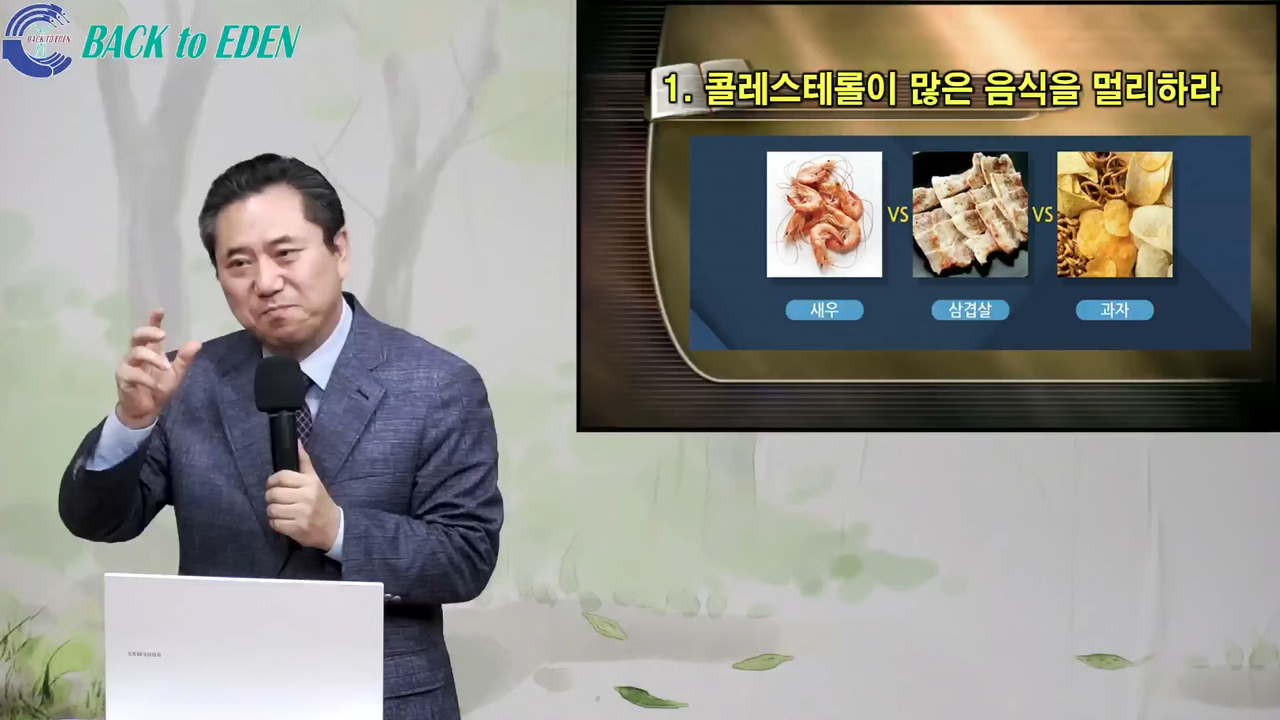 BACK TO EDEN
BACK to EDEN
1. 콜레스테롤이 많은 음식을 멀리하라
VS
VS
새우
삼겹살
과자
SAMSUNG